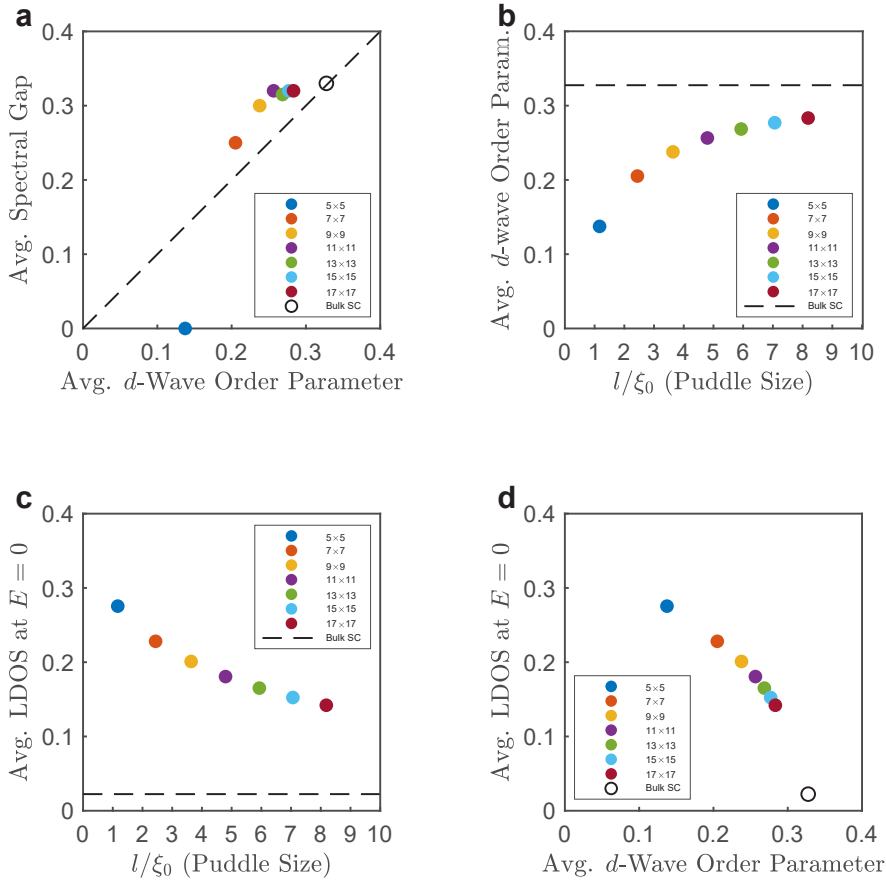 a
0.4
0.3
0.2
0.1
0
Avg. Spectral Gap
5×5
7×7
9×9
11×11
13×13
15×15
17×17
Bulk SC
0.1 0.2 0.3 0.4
Avg. d-Wave Order Parameter
b
0.4
0.3
0.2
0.1
0
Avg. d-wave Order Param.
5×5
7×7
9×9
11×11
13×13
15×15
17×17
Bulk SC
0 1 2 3 4 5 6 7 8 9 10
l/ξ₀ (Puddle Size)
c
0.4
0.3
0.2
0.1
0
Avg. LDOS at E = 0
5×5
7×7
9×9
11×11
13×13
15×15
17×17
Bulk SC
0 1 2 3 4 5 6 7 8 9 10
l/ξ₀ (Puddle Size)
d
0.4
0.3
0.2
0.1
0
Avg. LDOS at E = 0
5×5
7×7
9×9
11×11
13×13
15×15
17×17
Bulk SC
0 0.1 0.2 0.3 0.4
Avg. d-Wave Order Parameter